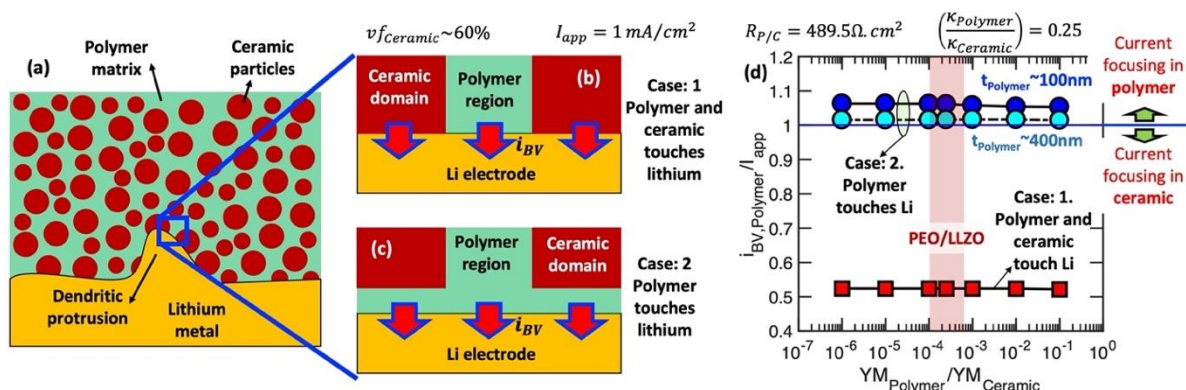 vf_Ceramic~60%
I_app = 1 mA/cm²
R_P/C = 489.5Ω.cm²
(κ_Polymer/κ_Ceramic) = 0.25
(a)
Polymer
matrix
Ceramic
particles
Dendritic
protrusion
Lithium
metal
(b)
Ceramic
domain
Polymer
region
i_BV
Li electrode
Case: 1
Polymer and
ceramic
touches
lithium
(c)
Polymer
region
Ceramic
domain
i_BV
Li electrode
Case: 2
Polymer
touches
lithium
(d)
i_BV,Polymer/I_app
1.2
1.1
1
0.9
0.8
0.7
0.6
0.5
0.4
t_Polymer~100nm
t_Polymer~400nm
Case: 2.
Polymer
touches Li
PEO/LLZO
Case: 1.
Polymer and
ceramic
touch Li
10⁻⁷ 10⁻⁶ 10⁻⁵ 10⁻⁴ 10⁻³ 10⁻² 10⁻¹ 10⁰
YM_Polymer/YM_Ceramic
Current
focusing in
polymer
Current
focusing in
ceramic